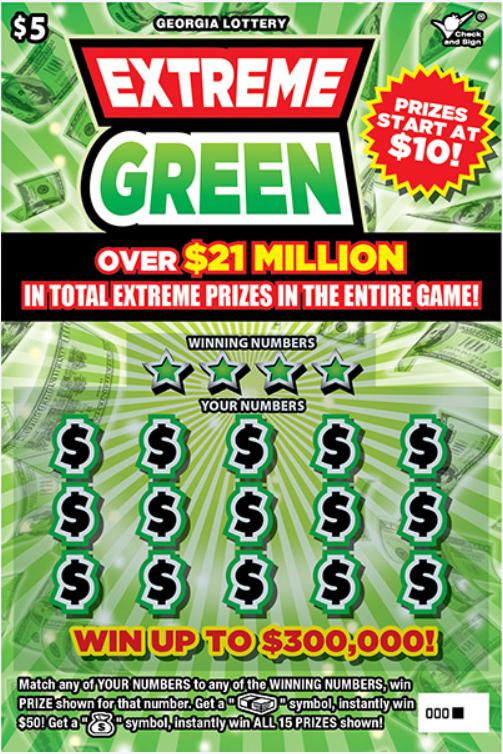 $5
GEORGIA LOTTERY
®
Check
and Sign
EXTREME
GREEN
PRIZES
START AT
$10!
OVER $21 MILLION
IN TOTAL EXTREME PRIZES IN THE ENTIRE GAME!
WINNING NUMBERS
YOUR NUMBERS
$ $ $ $ $
$ $ $ $ $
$ $ $ $ $
WIN UP TO $300,000!
Match any of YOUR NUMBERS to any of the WINNING NUMBERS, win
PRIZE shown for that number. Get a " " symbol, instantly win
$50! Get a " $ " symbol, instantly win ALL 15 PRIZES shown!
000■